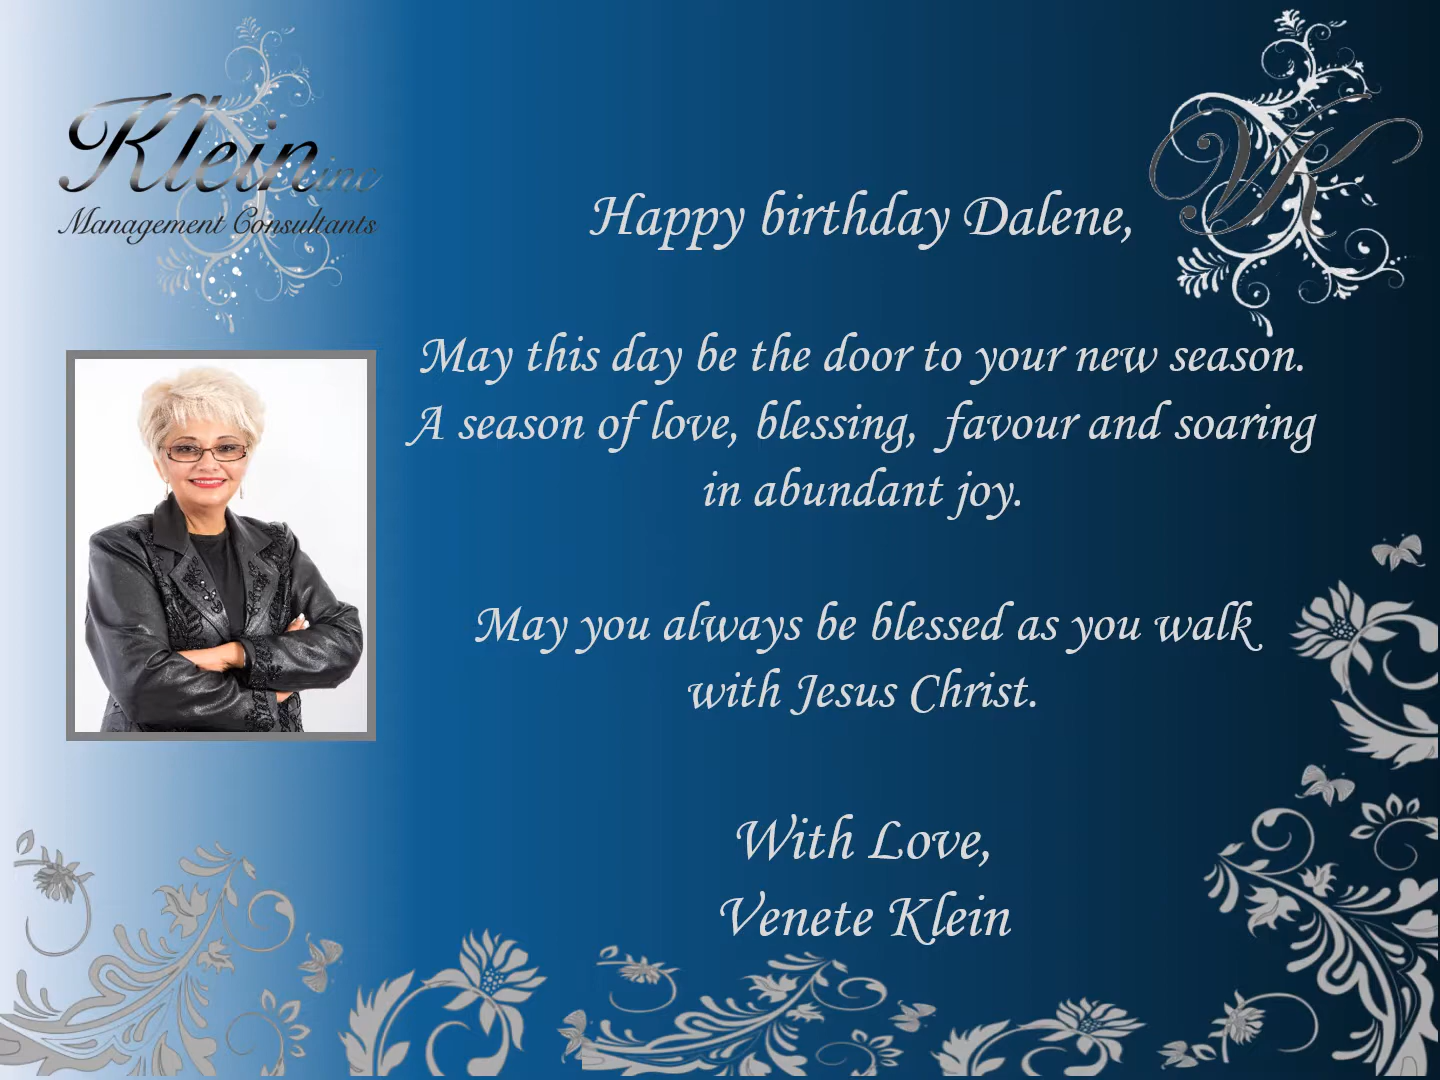 Klein inc
Management Consultants
VK
Happy birthday Dalene,
May this day be the door to your new season.
A season of love, blessing, favour and soaring
in abundant joy.
May you always be blessed as you walk
with Jesus Christ.
With Love,
Venete Klein